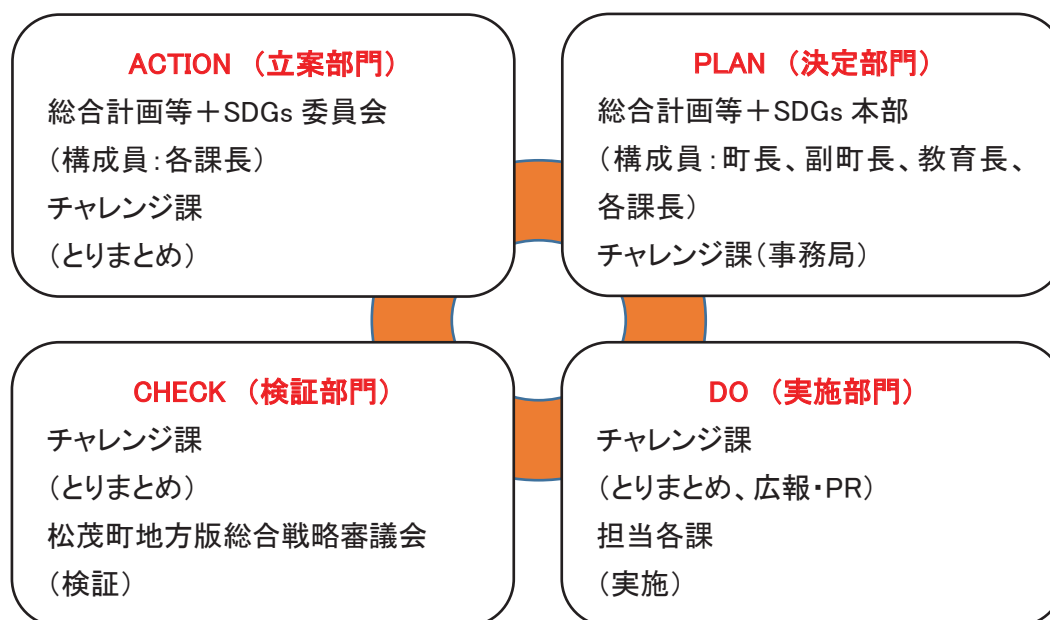 ACTION （立案部門）
総合計画等＋SDGs 委員会
（構成員：各課長）
チャレンジ課
（とりまとめ）
PLAN （決定部門）
総合計画等＋SDGs 本部
（構成員：町長、副町長、教育長、
各課長）
チャレンジ課（事務局）
CHECK （検証部門）
チャレンジ課
（とりまとめ）
松茂町地方版総合戦略審議会
（検証）
DO （実施部門）
チャレンジ課
（とりまとめ、広報・PR）
担当各課
（実施）